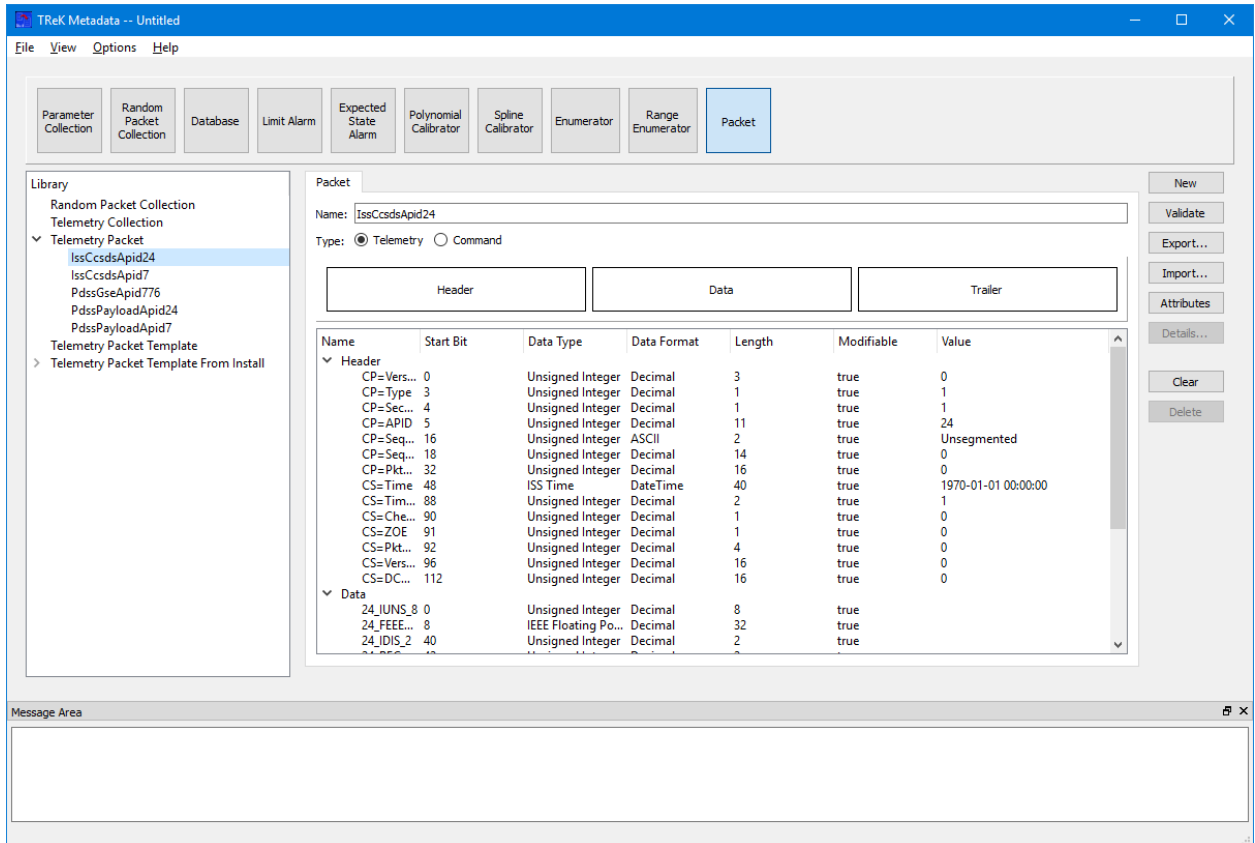 TReK Metadata -- Untitled
File View Options Help
Parameter Collection
Random Packet Collection
Database
Limit Alarm
Expected State Alarm
Polynomial Calibrator
Spline Calibrator
Enumerator
Range Enumerator
Packet
Library
Random Packet Collection
Telemetry Collection
Telemetry Packet
IssCcsdsApid24
IssCcsdsApid7
PdssGseApid776
PdssPayloadApid24
PdssPayloadApid7
Telemetry Packet Template
Telemetry Packet Template From Install
Packet
Name: IssCcsdsApid24
Type: Telemetry Command
Header Data Trailer
Name Start Bit Data Type Data Format Length Modifiable Value
Header
CP=Vers... 0 Unsigned Integer Decimal 3 true 0
CP=Type 3 Unsigned Integer Decimal 1 true 1
CP=Sec... 4 Unsigned Integer Decimal 1 true 1
CP=APID 5 Unsigned Integer Decimal 11 true 24
CP=Seq... 16 Unsigned Integer ASCII 2 true Unsegmented
CP=Seq... 18 Unsigned Integer Decimal 14 true 0
CP=Pkt... 32 Unsigned Integer Decimal 16 true 0
CS=Time 48 ISS Time DateTime 40 true 1970-01-01 00:00:00
CS=Tim... 88 Unsigned Integer Decimal 2 true 1
CS=Che... 90 Unsigned Integer Decimal 1 true 0
CS=ZOE 91 Unsigned Integer Decimal 1 true 0
CS=Pkt... 92 Unsigned Integer Decimal 4 true 0
CS=Vers... 96 Unsigned Integer Decimal 16 true 0
CS=DC... 112 Unsigned Integer Decimal 16 true 0
Data
24_IUNS_8 0 Unsigned Integer Decimal 8 true
24_FEEE... 8 IEEE Floating Po... Decimal 32 true
24_IDIS_2 40 Unsigned Integer Decimal 2 true
New
Validate
Export...
Import...
Attributes
Details...
Clear
Delete
Message Area